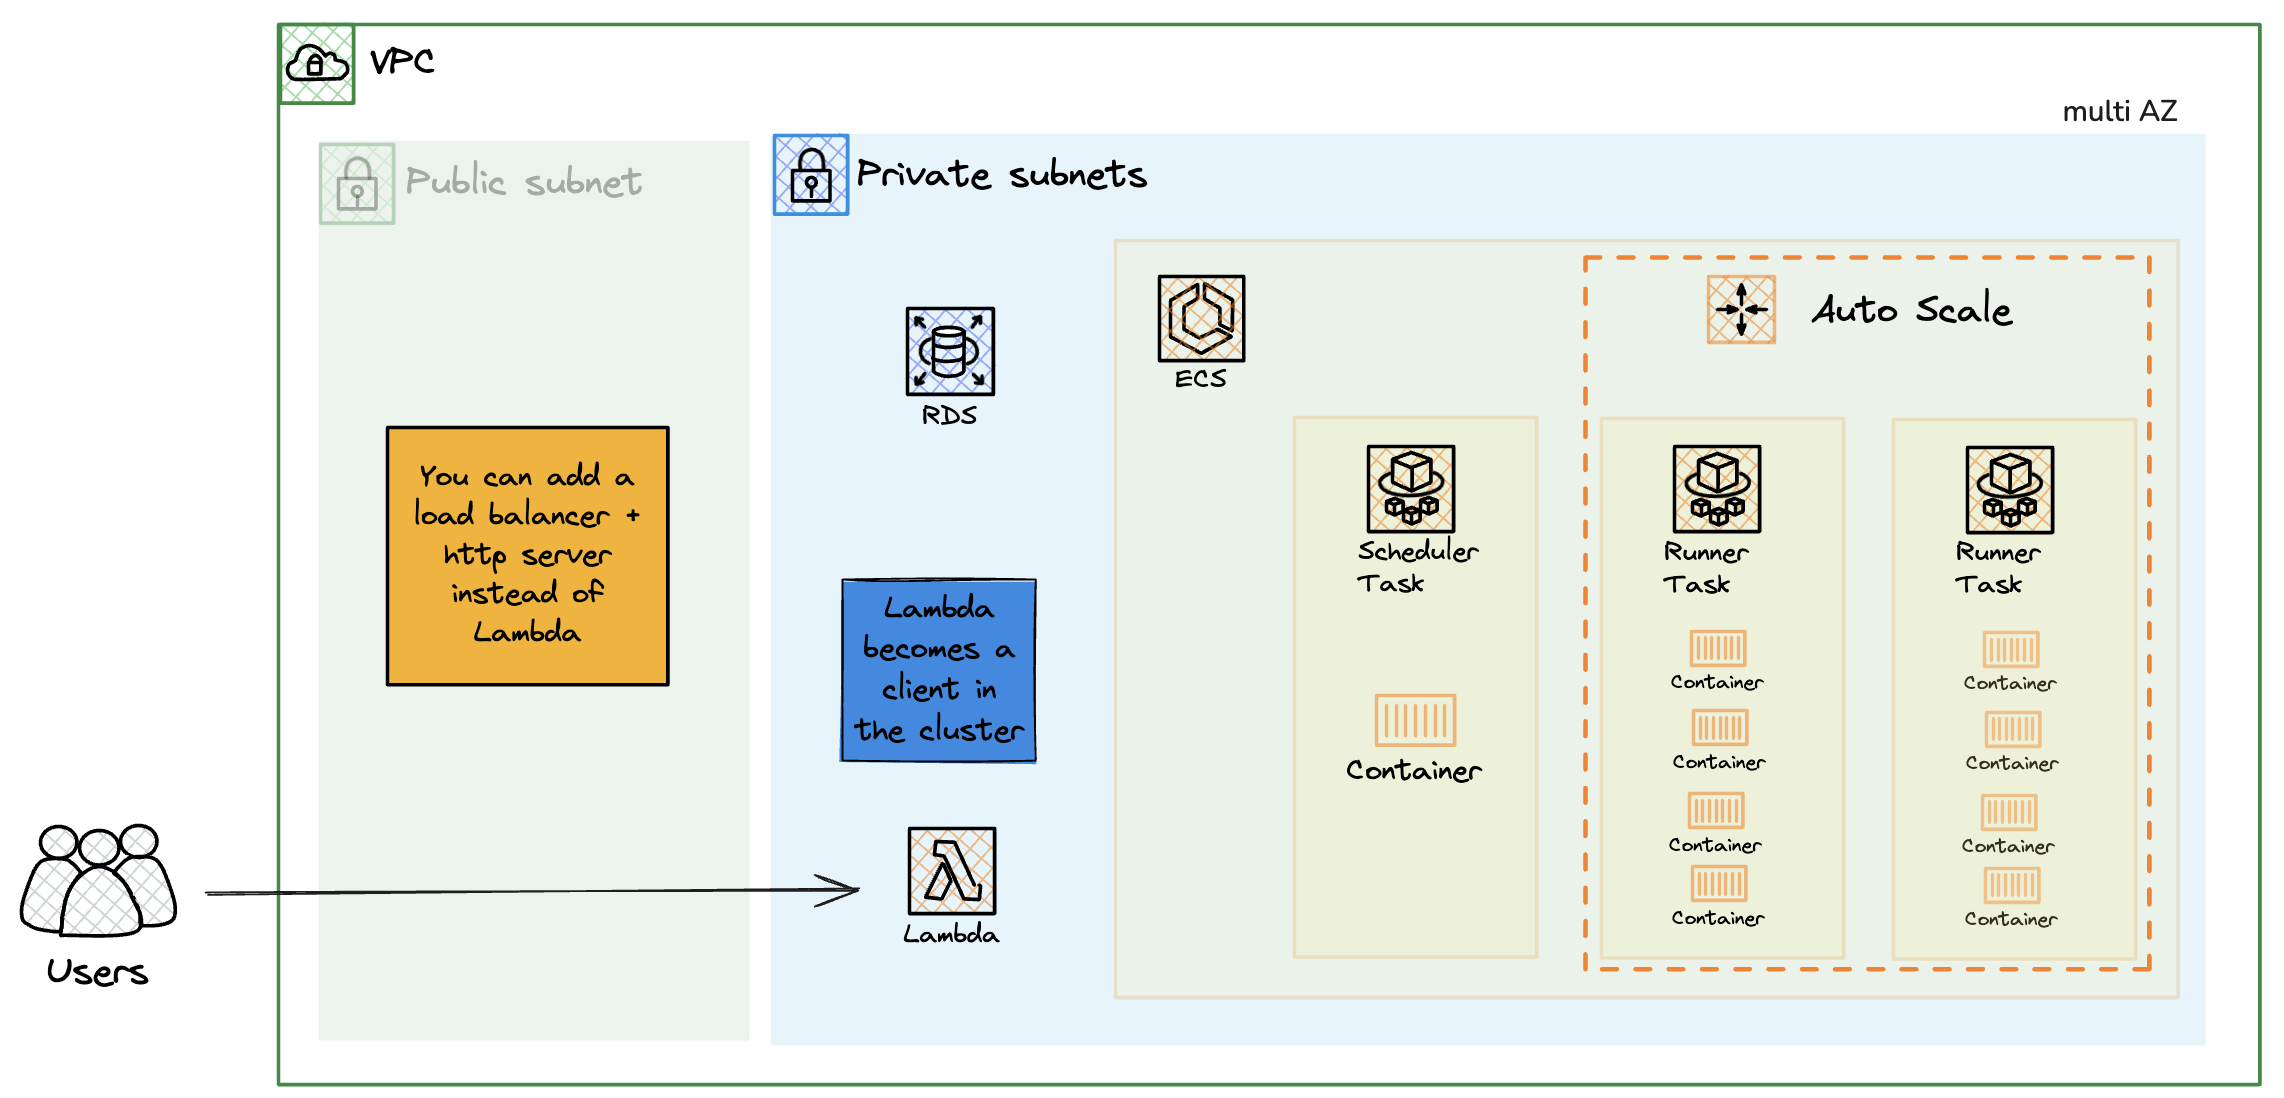 VPC
multi AZ
Public subnet
Private subnets
You can add a
load balancer +
http server
instead of
Lambda
RDS
Lambda
becomes a
client in
the cluster
Lambda
Users
ECS
Auto Scale
Scheduler
Task
Container
Runner
Task
Container
Container
Container
Container
Runner
Task
Container
Container
Container
Container